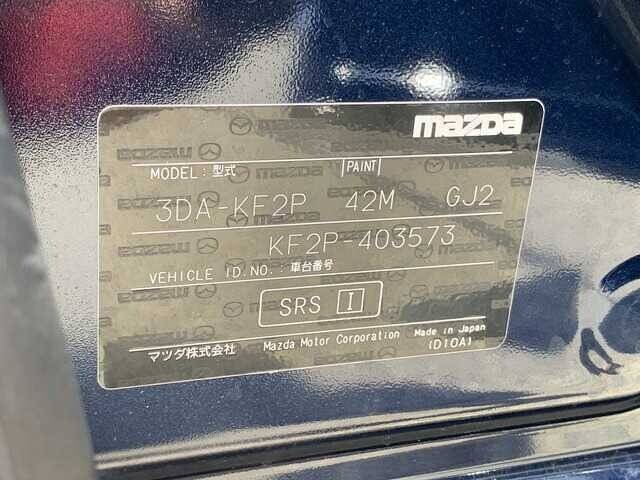 mazda
MODEL:型式 PAINT
3DA-KF2P 42M GJ2
KF2P-403573
VEHICLE ID.NO.:車台番号
SRS I
マツダ株式会社 Mazda Motor Corporation Made in Japan
(D10A)